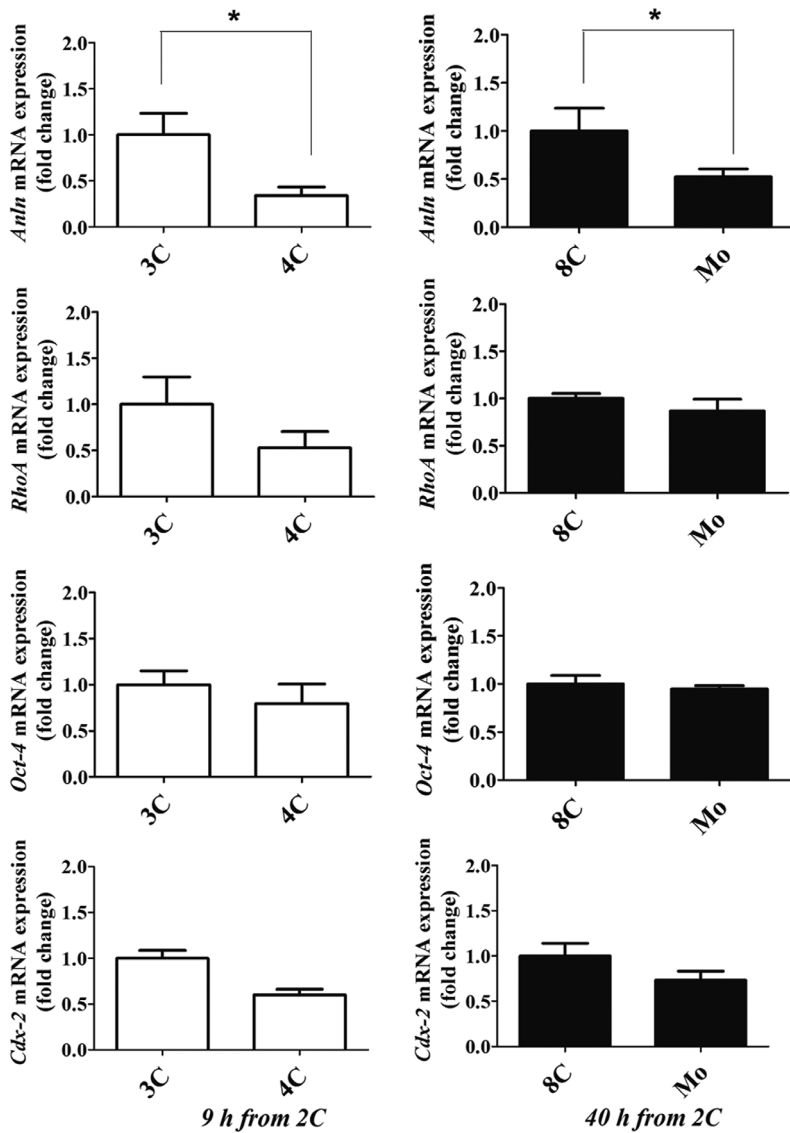 *
Anln mRNA expression
(fold change)
2.0
1.5
1.0
0.5
0.0
3C
4C
*
Anln mRNA expression
(fold change)
2.0
1.5
1.0
0.5
0.0
8C
Mo
RhoA mRNA expression
(fold change)
2.0
1.5
1.0
0.5
0.0
3C
4C
RhoA mRNA expression
(fold change)
2.0
1.5
1.0
0.5
0.0
8C
Mo
Oct-4 mRNA expression
(fold change)
2.0
1.5
1.0
0.5
0.0
3C
4C
Oct-4 mRNA expression
(fold change)
2.0
1.5
1.0
0.5
0.0
8C
Mo
Cdx-2 mRNA expression
(fold change)
2.0
1.5
1.0
0.5
0.0
3C
4C
9 h from 2C
Cdx-2 mRNA expression
(fold change)
2.0
1.5
1.0
0.5
0.0
8C
Mo
40 h from 2C